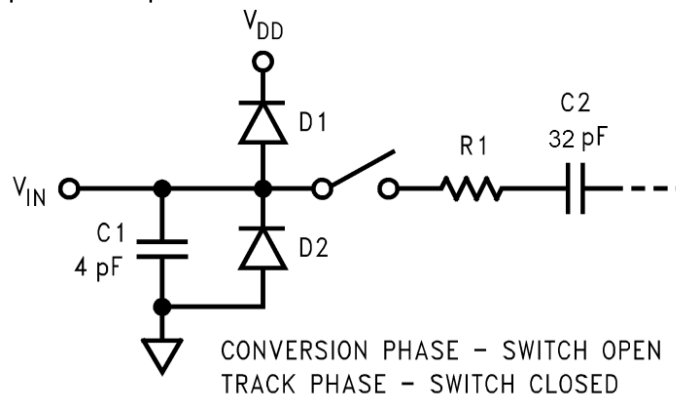 VDD
D1
C2
32 pF
R1
VIN
C1
4 pF
D2
CONVERSION PHASE – SWITCH OPEN
TRACK PHASE – SWITCH CLOSED